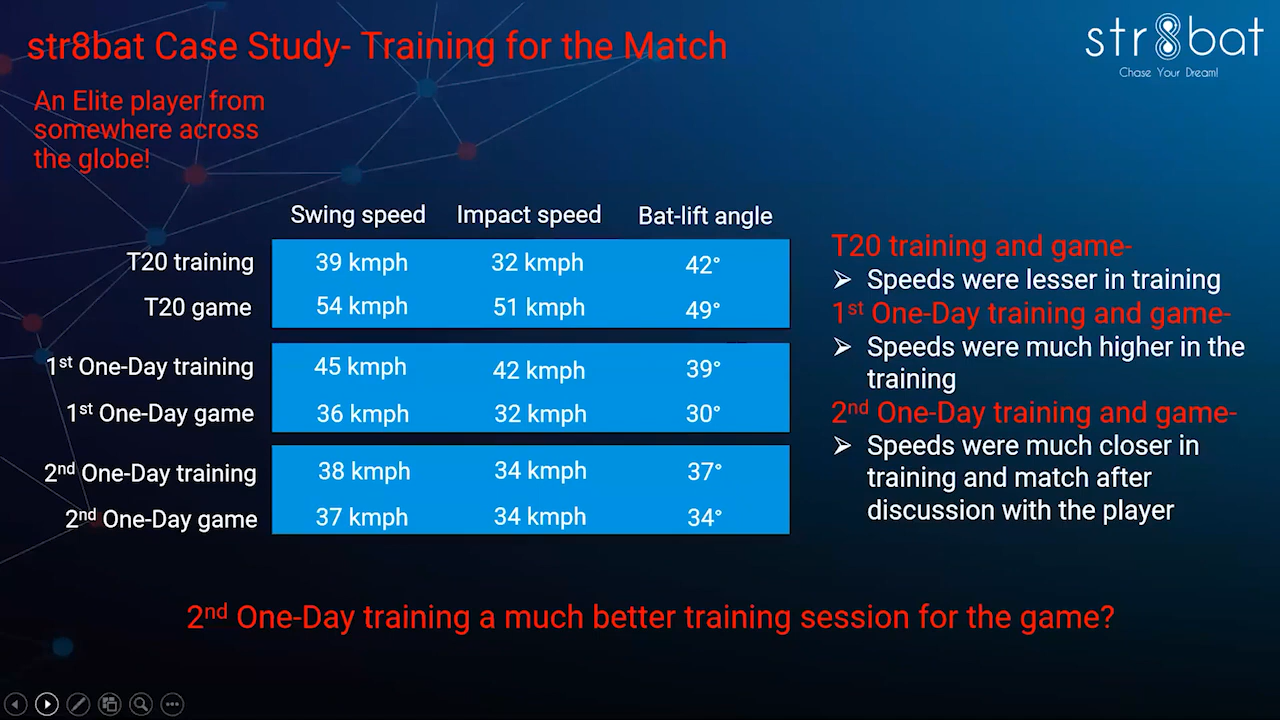 str8bat Case Study- Training for the Match
str8bat
Chase Your Dream!
An Elite player from
somewhere across
the globe!
Swing speed Impact speed Bat-lift angle
T20 training 39 kmph 32 kmph 42°
T20 game 54 kmph 51 kmph 49°
1st One-Day training 45 kmph 42 kmph 39°
1st One-Day game 36 kmph 32 kmph 30°
2nd One-Day training 38 kmph 34 kmph 37°
2nd One-Day game 37 kmph 34 kmph 34°
T20 training and game-
➢ Speeds were lesser in training
1st One-Day training and game-
➢ Speeds were much higher in the
training
2nd One-Day training and game-
➢ Speeds were much closer in
training and match after
discussion with the player
2nd One-Day training a much better training session for the game?